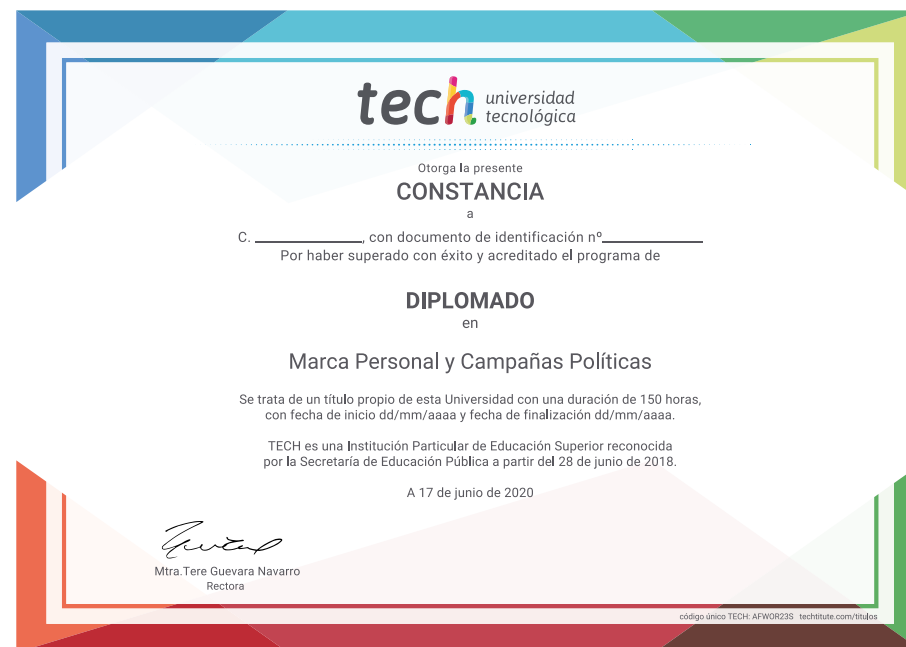 tech universidad
tecnológica
Otorga la presente
CONSTANCIA
a
C. ____________, con documento de identificación nº____________
Por haber superado con éxito y acreditado el programa de
DIPLOMADO
en
Marca Personal y Campañas Políticas
Se trata de un título propio de esta Universidad con una duración de 150 horas,
con fecha de inicio dd/mm/aaaa y fecha de finalización dd/mm/aaaa.
TECH es una Institución Particular de Educación Superior reconocida
por la Secretaría de Educación Pública a partir del 28 de junio de 2018.
A 17 de junio de 2020
Mtra.Tere Guevara Navarro
Rectora
código único TECH: AFWOR23S techtitute.com/titulos